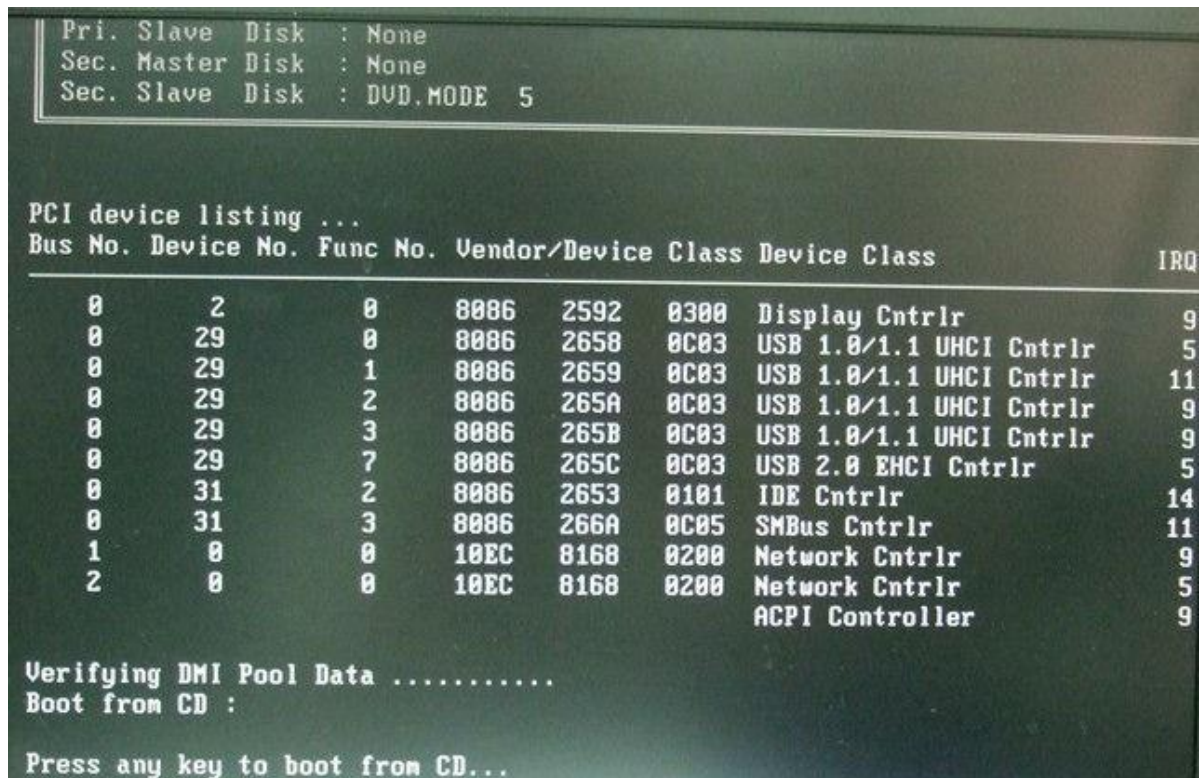 Pri. Slave Disk : None
Sec. Master Disk : None
Sec. Slave Disk : DVD.MODE 5
PCI device listing ...
Bus No. Device No. Func No. Vendor/Device Class Device Class IRQ
0 2 0 8086 2592 0300 Display Cntrlr 9
0 29 0 8086 2658 0C03 USB 1.0/1.1 UHCI Cntrlr 5
0 29 1 8086 2659 0C03 USB 1.0/1.1 UHCI Cntrlr 11
0 29 2 8086 265A 0C03 USB 1.0/1.1 UHCI Cntrlr 9
0 29 3 8086 265B 0C03 USB 1.0/1.1 UHCI Cntrlr 9
0 29 7 8086 265C 0C03 USB 2.0 EHCI Cntrlr 5
0 31 2 8086 2653 0101 IDE Cntrlr 14
0 31 3 8086 266A 0C05 SMBus Cntrlr 11
1 0 0 10EC 8168 0200 Network Cntrlr 9
2 0 0 10EC 8168 0200 Network Cntrlr 5
ACPI Controller 9
Verifying DMI Pool Data ...........
Boot from CD :
Press any key to boot from CD...